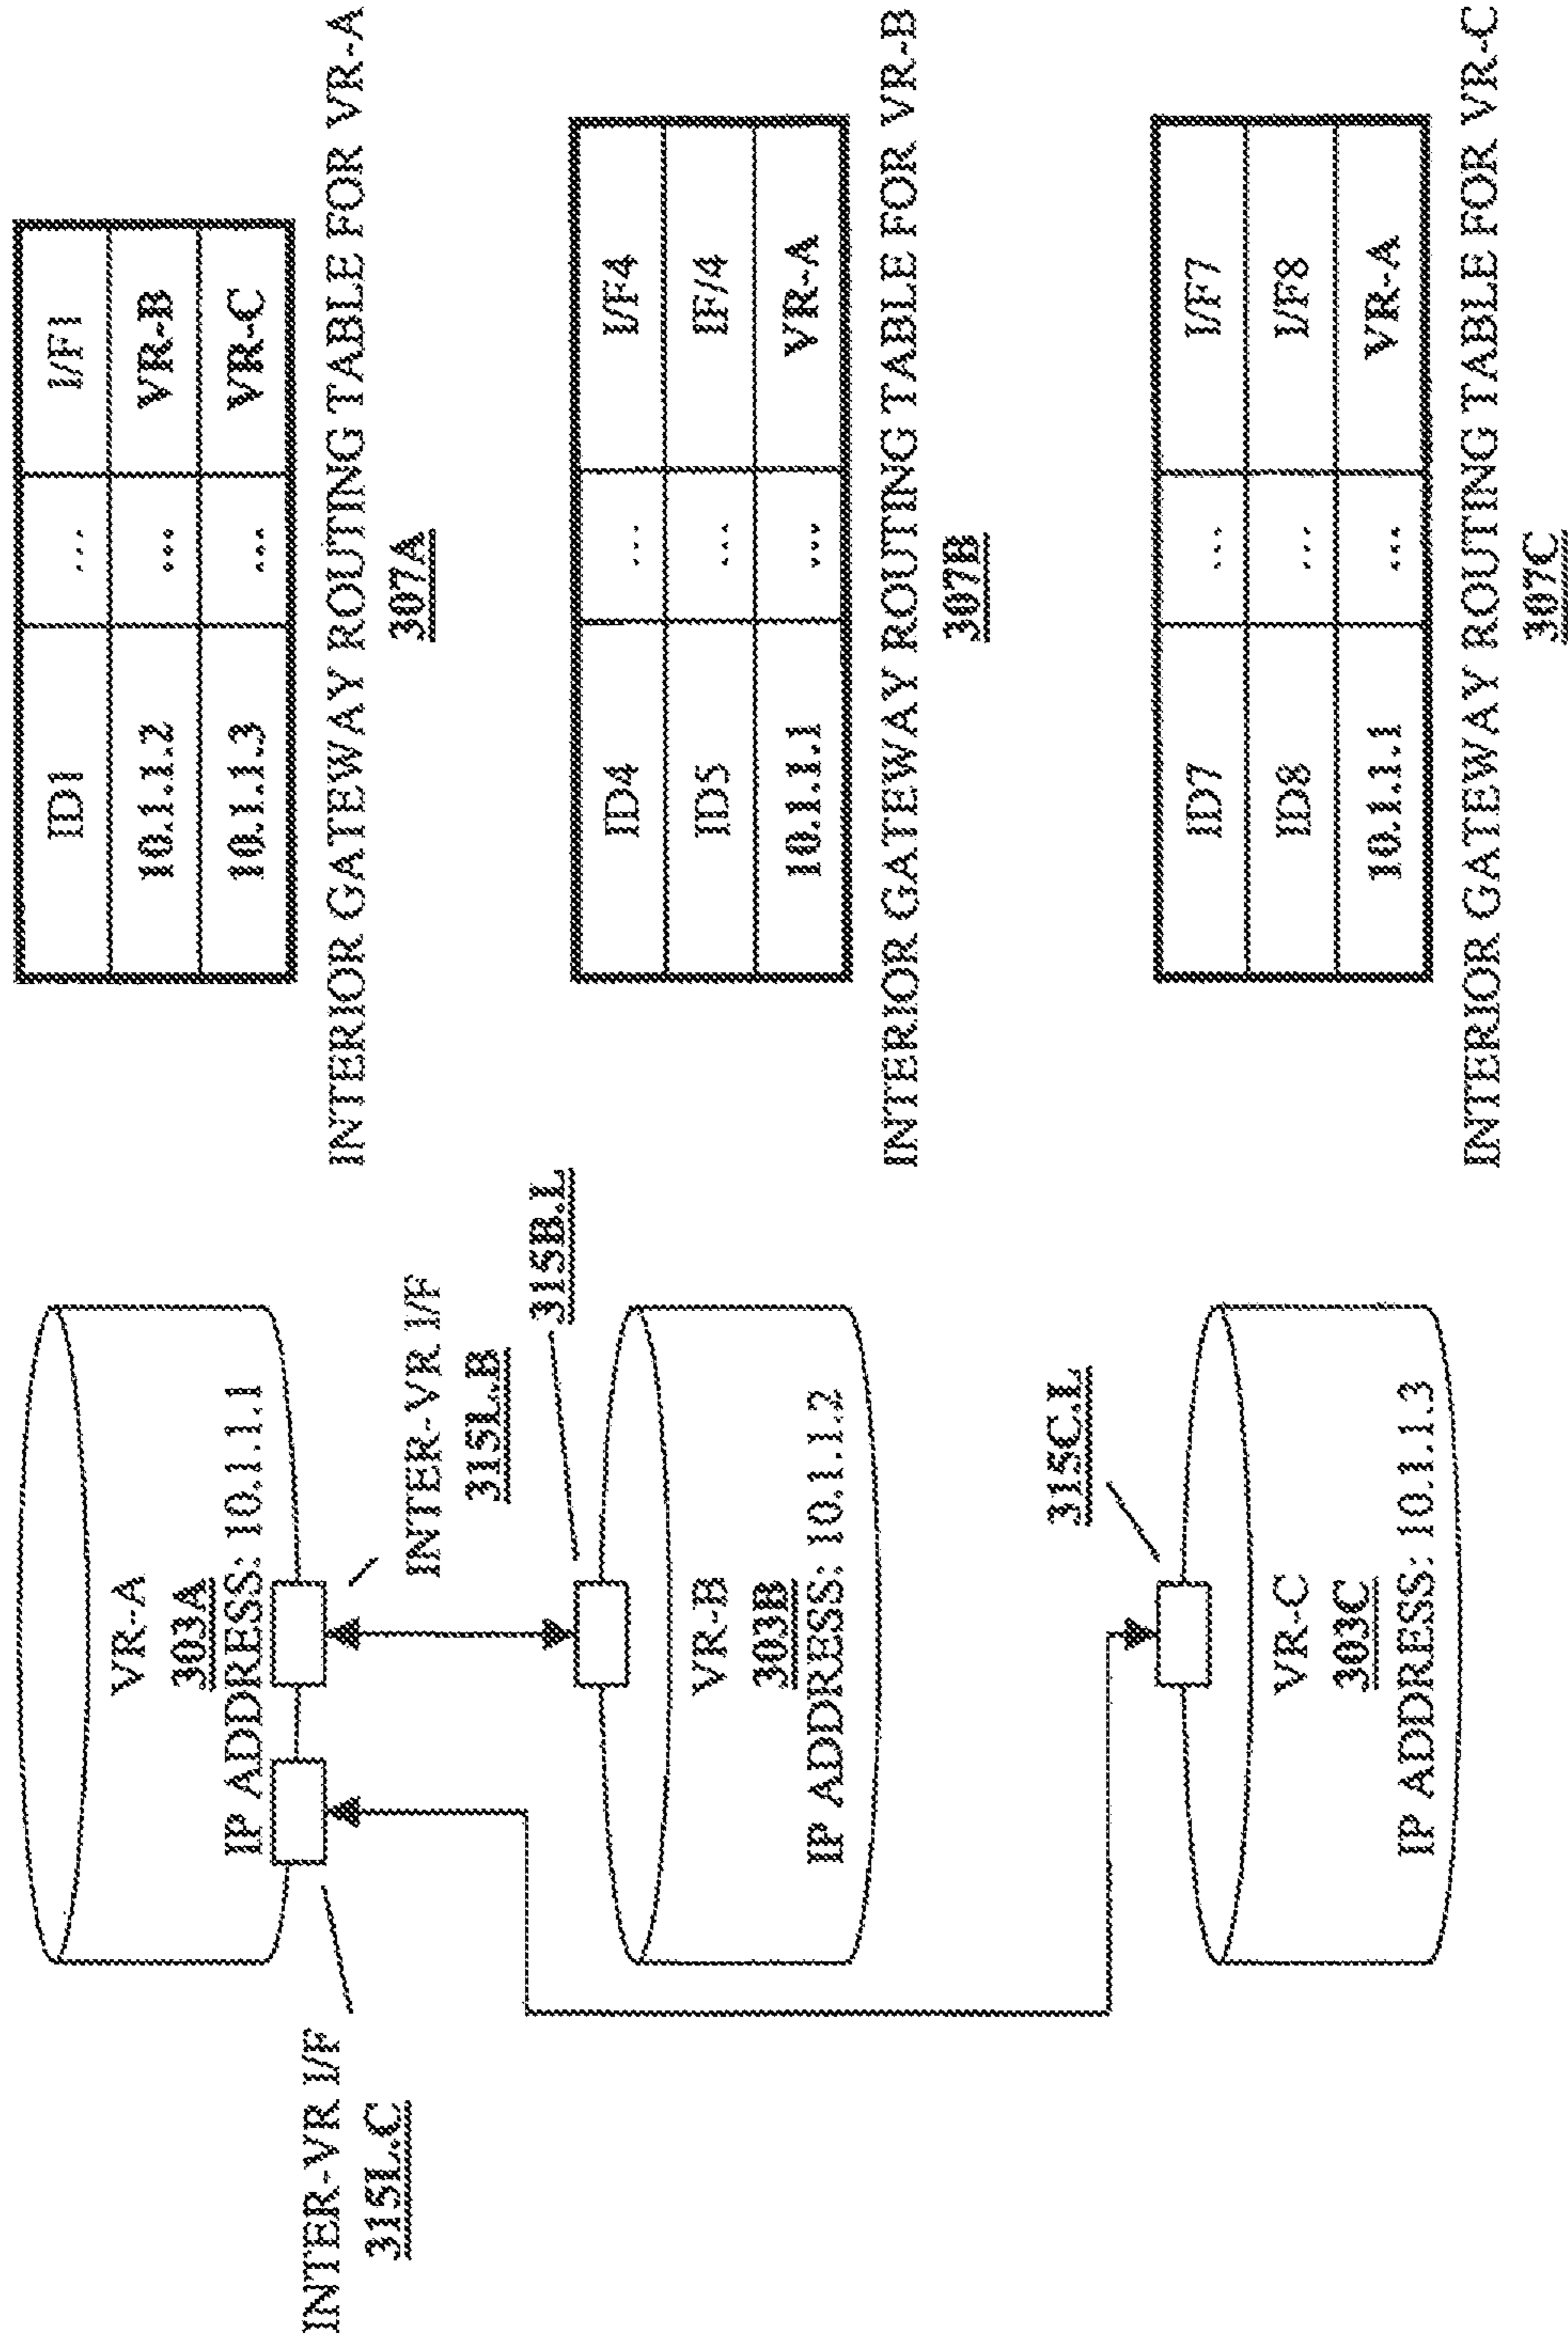 VR-A
303A
IP ADDRESS: 10.1.1.1
INTER-VR I/F
315L.C
INTER-VR I/F
315L.B
315B.L
VR-B
303B
IP ADDRESS: 10.1.1.2
315C.L
VR-C
303C
IP ADDRESS: 10.1.1.3
ID1 ... I/F1
10.1.1.2 ... VR-B
10.1.1.3 ... VR-C
INTERIOR GATEWAY ROUTING TABLE FOR VR-A
307A
ID4 ... I/F4
ID5 ... IF/4
10.1.1.1 ... VR-A
INTERIOR GATEWAY ROUTING TABLE FOR VR-B
307B
ID7 ... I/F7
ID8 ... I/F8
10.1.1.1 ... VR-A
INTERIOR GATEWAY ROUTING TABLE FOR VR-C
307C